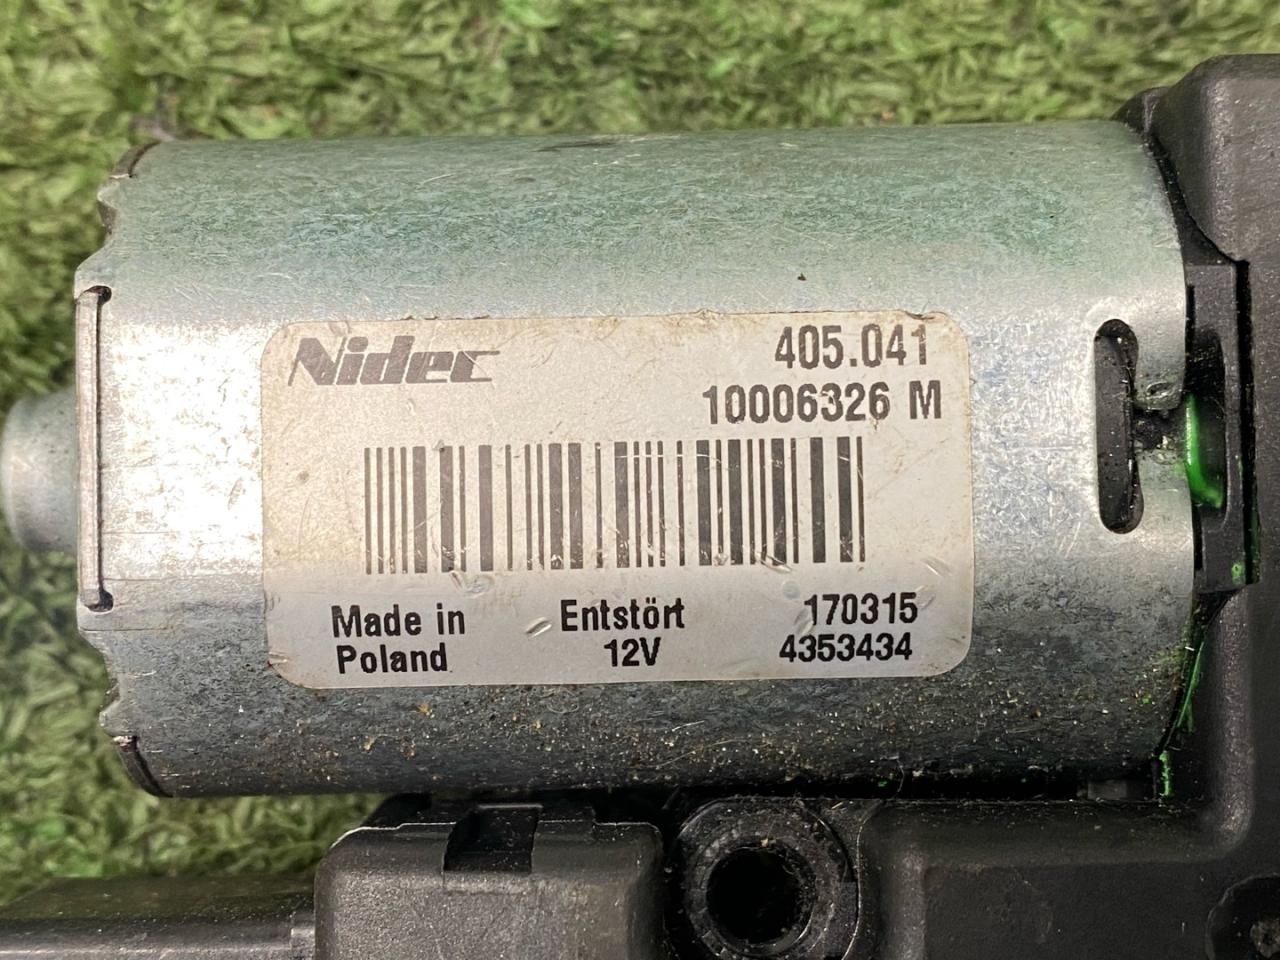 Nidec
405.041
10006326 M
Made in Poland
Entstört 12V
170315
4353434